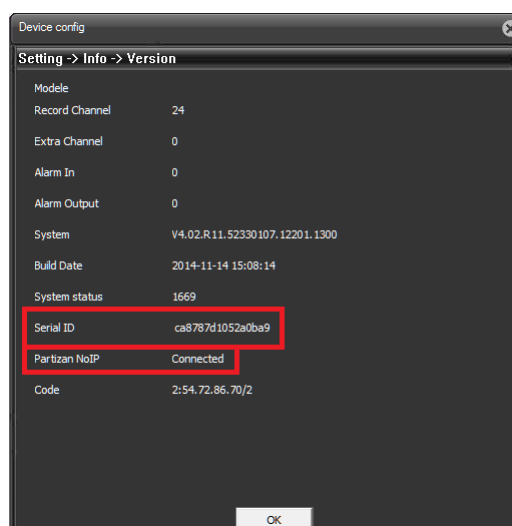 Device config
Setting -> Info -> Version
Modele
Record Channel 24
Extra Channel 0
Alarm In 0
Alarm Output 0
System V4.02.R11.52330107.12201.1300
Build Date 2014-11-14 15:08:14
System status 1669
Serial ID ca8787d1052a0ba9
Partizan NoIP Connected
Code 2:54.72.86.70/2
OK